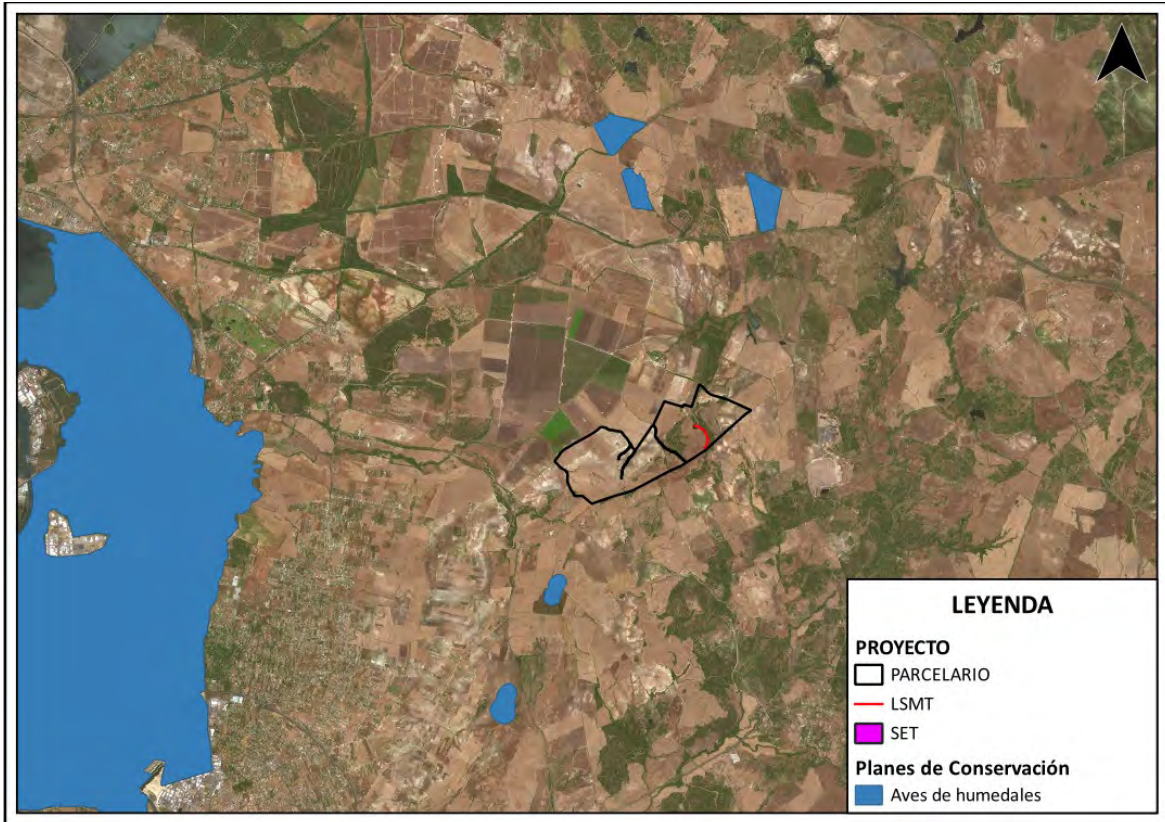 LEYENDA
PROYECTO
PARCELARIO
LSMT
SET
Planes de Conservación
Aves de humedales